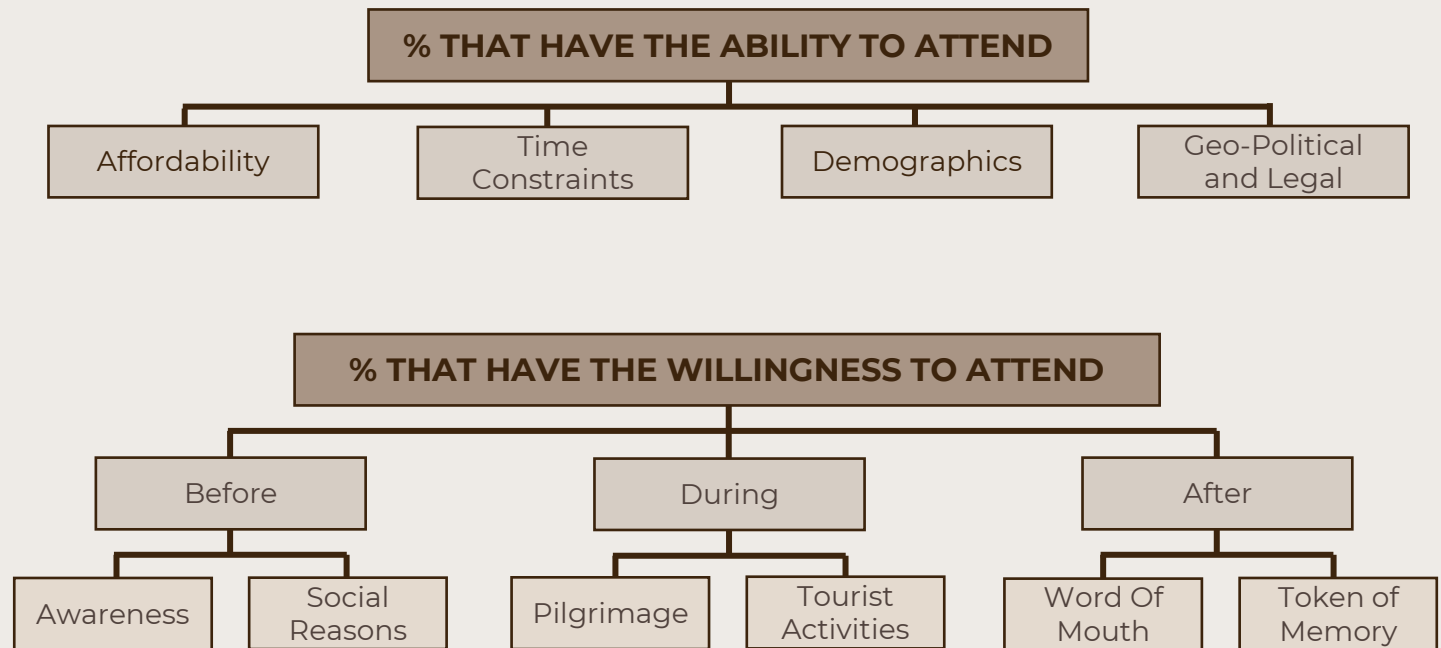 % THAT HAVE THE ABILITY TO ATTEND
Affordability
Time
Constraints
Demographics
Geo-Political
and Legal
% THAT HAVE THE WILLINGNESS TO ATTEND
Before
During
After
Awareness
Social
Reasons
Pilgrimage
Tourist
Activities
Word Of
Mouth
Token of
Memory